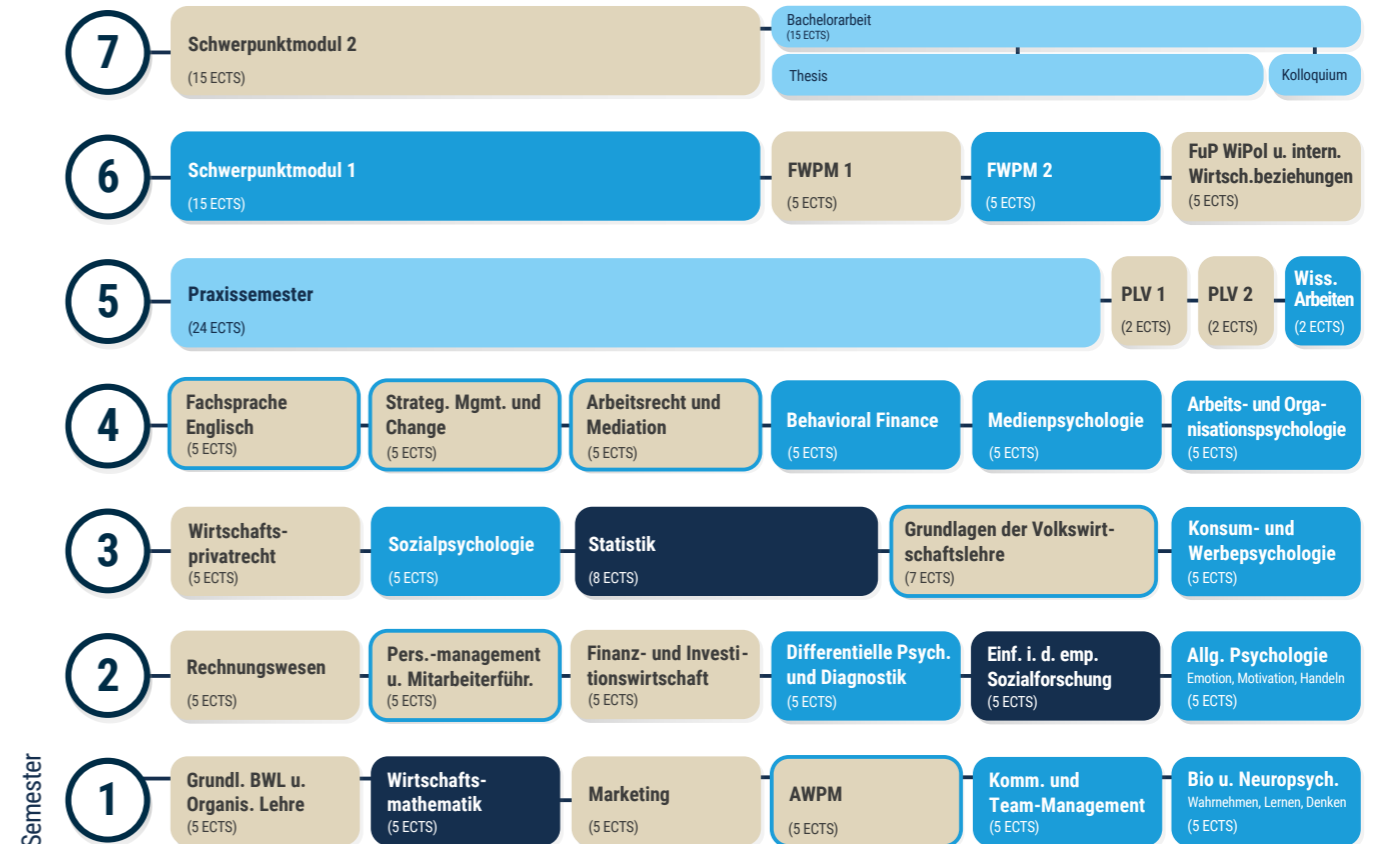 7
Schwerpunktmodul 2
(15 ECTS)
Bachelorarbeit
(15 ECTS)
Thesis
Kolloquium
6
Schwerpunktmodul 1
(15 ECTS)
FWPM 1
(5 ECTS)
FWPM 2
(5 ECTS)
FuP WiPol u. intern.
Wirtsch.beziehungen
(5 ECTS)
5
Praxissemester
(24 ECTS)
PLV 1
(2 ECTS)
PLV 2
(2 ECTS)
Wiss.
Arbeiten
(2 ECTS)
4
Fachsprache
Englisch
(5 ECTS)
Strateg. Mgmt. und
Change
(5 ECTS)
Arbeitsrecht und
Mediation
(5 ECTS)
Behavioral Finance
(5 ECTS)
Medienpsychologie
(5 ECTS)
Arbeits- und Orga-
nisationspsychologie
(5 ECTS)
3
Wirtschafts-
privatrecht
(5 ECTS)
Sozialpsychologie
(5 ECTS)
Statistik
(8 ECTS)
Grundlagen der Volkswirt-
schaftslehre
(7 ECTS)
Konsum- und
Werbepsychologie
(5 ECTS)
2
Rechnungswesen
(5 ECTS)
Pers.-management
u. Mitarbeiterführ.
(5 ECTS)
Finanz- und Investi-
tionswirtschaft
(5 ECTS)
Differentielle Psych.
und Diagnostik
(5 ECTS)
Einf. i. d. emp.
Sozialforschung
(5 ECTS)
Allg. Psychologie
Emotion, Motivation, Handeln
(5 ECTS)
Semester
1
Grundl. BWL u.
Organis. Lehre
(5 ECTS)
Wirtschafts-
mathematik
(5 ECTS)
Marketing
(5 ECTS)
AWPM
(5 ECTS)
Komm. und
Team-Management
(5 ECTS)
Bio u. Neuropsych.
Wahrnehmen, Lernen, Denken
(5 ECTS)